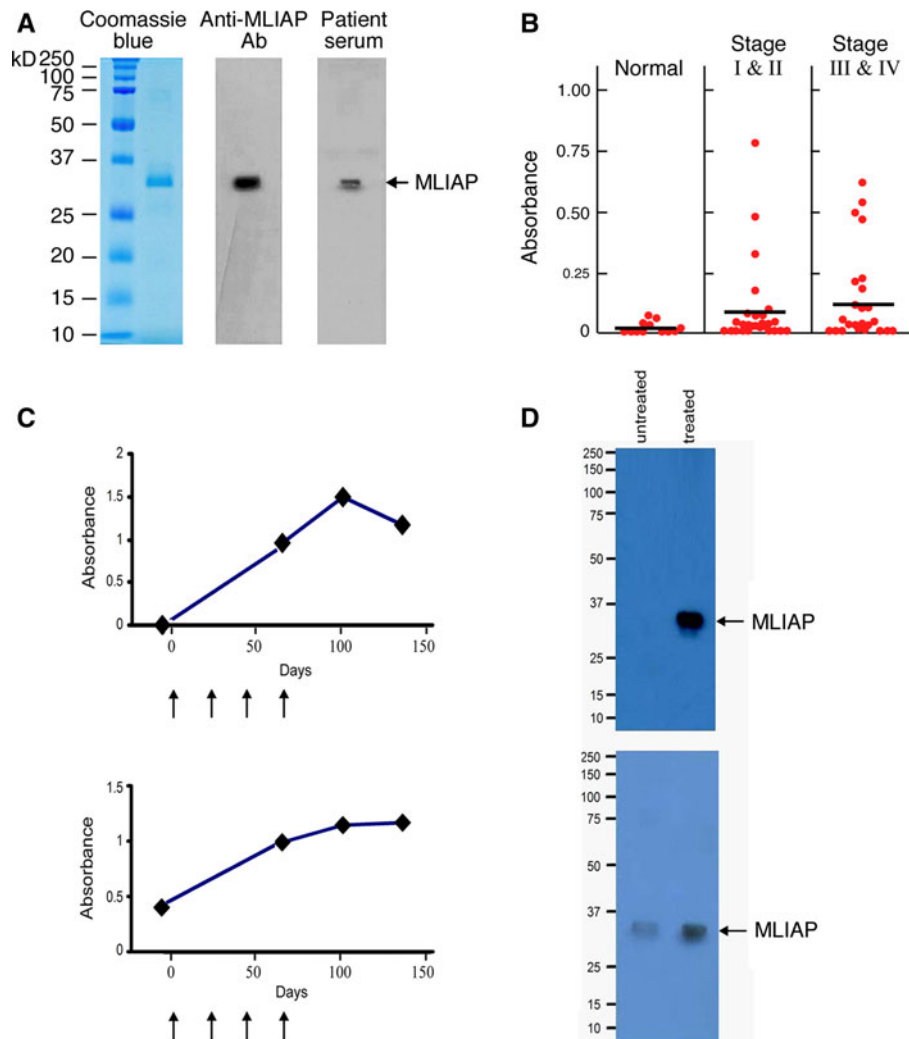 A
Coomassie blue
Anti-MLIAP Ab
Patient serum
kD
250
100
75
50
37
25
20
15
10
MLIAP
B
Normal
Stage I & II
Stage III & IV
Absorbance
1.00
0.75
0.50
0.25
0
C
Absorbance
2
1.5
1
0.5
0
0 50 100 150
Days
Absorbance
1.5
1
0.5
0
0 50 100 150
Days
D
untreated
treated
250
150
100
75
50
37
25
15
10
MLIAP
250
150
100
75
50
37
25
15
10
MLIAP